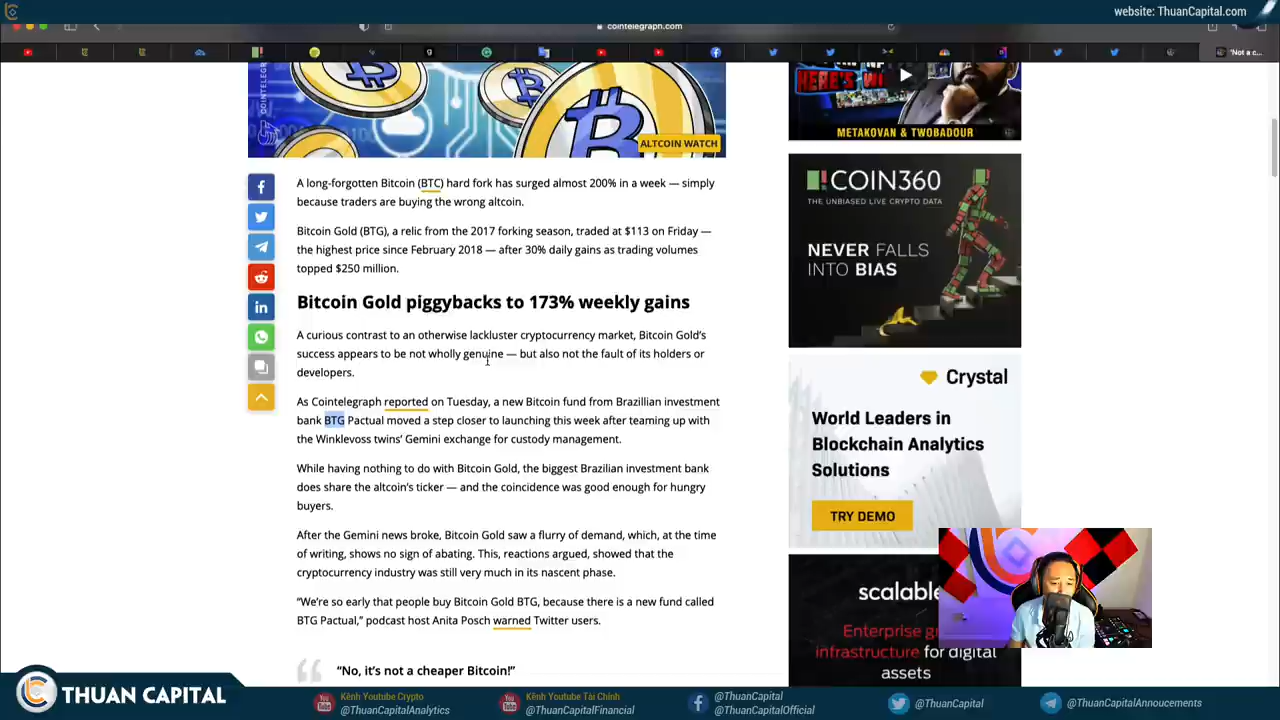 website: ThuanCapital.com
cointelegraph.com
'Not a c...
COINTELEGR
ALTCOIN WATCH
METAKOVAN & TWOBADOUR
A long-forgotten Bitcoin (BTC) hard fork has surged almost 200% in a week — simply
because traders are buying the wrong altcoin.
Bitcoin Gold (BTG), a relic from the 2017 forking season, traded at $113 on Friday —
the highest price since February 2018 — after 30% daily gains as trading volumes
topped $250 million.
Bitcoin Gold piggybacks to 173% weekly gains
A curious contrast to an otherwise lackluster cryptocurrency market, Bitcoin Gold's
success appears to be not wholly genuine — but also not the fault of its holders or
developers.
As Cointelegraph reported on Tuesday, a new Bitcoin fund from Brazillian investment
bank BTG Pactual moved a step closer to launching this week after teaming up with
the Winklevoss twins' Gemini exchange for custody management.
While having nothing to do with Bitcoin Gold, the biggest Brazilian investment bank
does share the altcoin's ticker — and the coincidence was good enough for hungry
buyers.
After the Gemini news broke, Bitcoin Gold saw a flurry of demand, which, at the time
of writing, shows no sign of abating. This, reactions argued, showed that the
cryptocurrency industry was still very much in its nascent phase.
"We're so early that people buy Bitcoin Gold BTG, because there is a new fund called
BTG Pactual," podcast host Anita Posch warned Twitter users.
"No, it's not a cheaper Bitcoin!"
COIN360
THE UNBIASED LIVE CRYPTO DATA
NEVER FALLS
INTO BIAS
Crystal
World Leaders in
Blockchain Analytics
Solutions
TRY DEMO
scalable
Enterprise gr
infrastructure for digital
assets
THUAN CAPITAL
Kênh Youtube Crypto
@ThuanCapitalAnalytics
Kênh Youtube Tài Chính
@ThuanCapitalFinancial
@ThuanCapital
@ThuanCapitalOfficial
@ThuanCapital
@ThuanCapitalAnnoucements